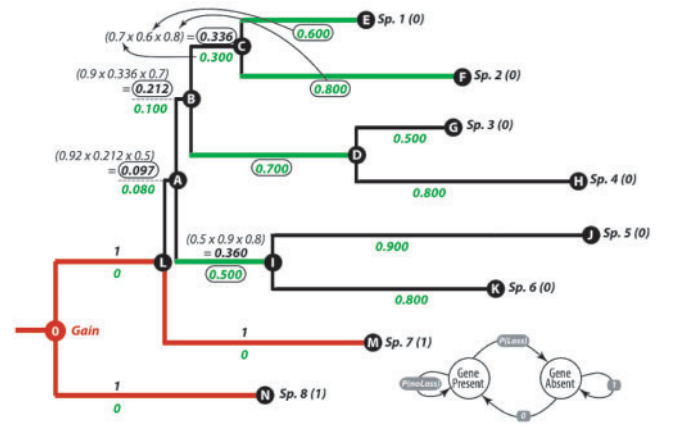 E Sp. 1 (0)
(0.7 x 0.6 x 0.8) = 0.336
0.600
C
0.300
(0.9 x 0.336 x 0.7)
F Sp. 2 (0)
= 0.212
0.800
B
0.100
G Sp. 3 (0)
0.500
(0.92 x 0.212 x 0.5)
D
= 0.097
0.700
A
H Sp. 4 (0)
0.080
0.800
(0.5 x 0.9 x 0.8)
J Sp. 5 (0)
= 0.360
0.900
1
L
I
0
0.500
K Sp. 6 (0)
0.800
0 Gain
1
M Sp. 7 (1)
0
P(Loss)
Gene
Present
Gene
Absent
P(noLoss)
1
0
1
N Sp. 8 (1)
0